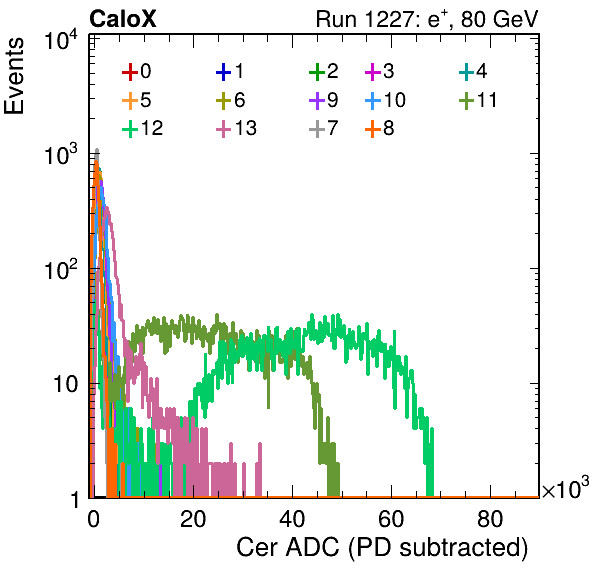 CaloX Run 1227: e⁺, 80 GeV
Events
10⁴
0 1 2 3 4
5 6 9 10 11
12 13 7 8
10³
10²
10
1
0 20 40 60 80 ×10³
Cer ADC (PD subtracted)